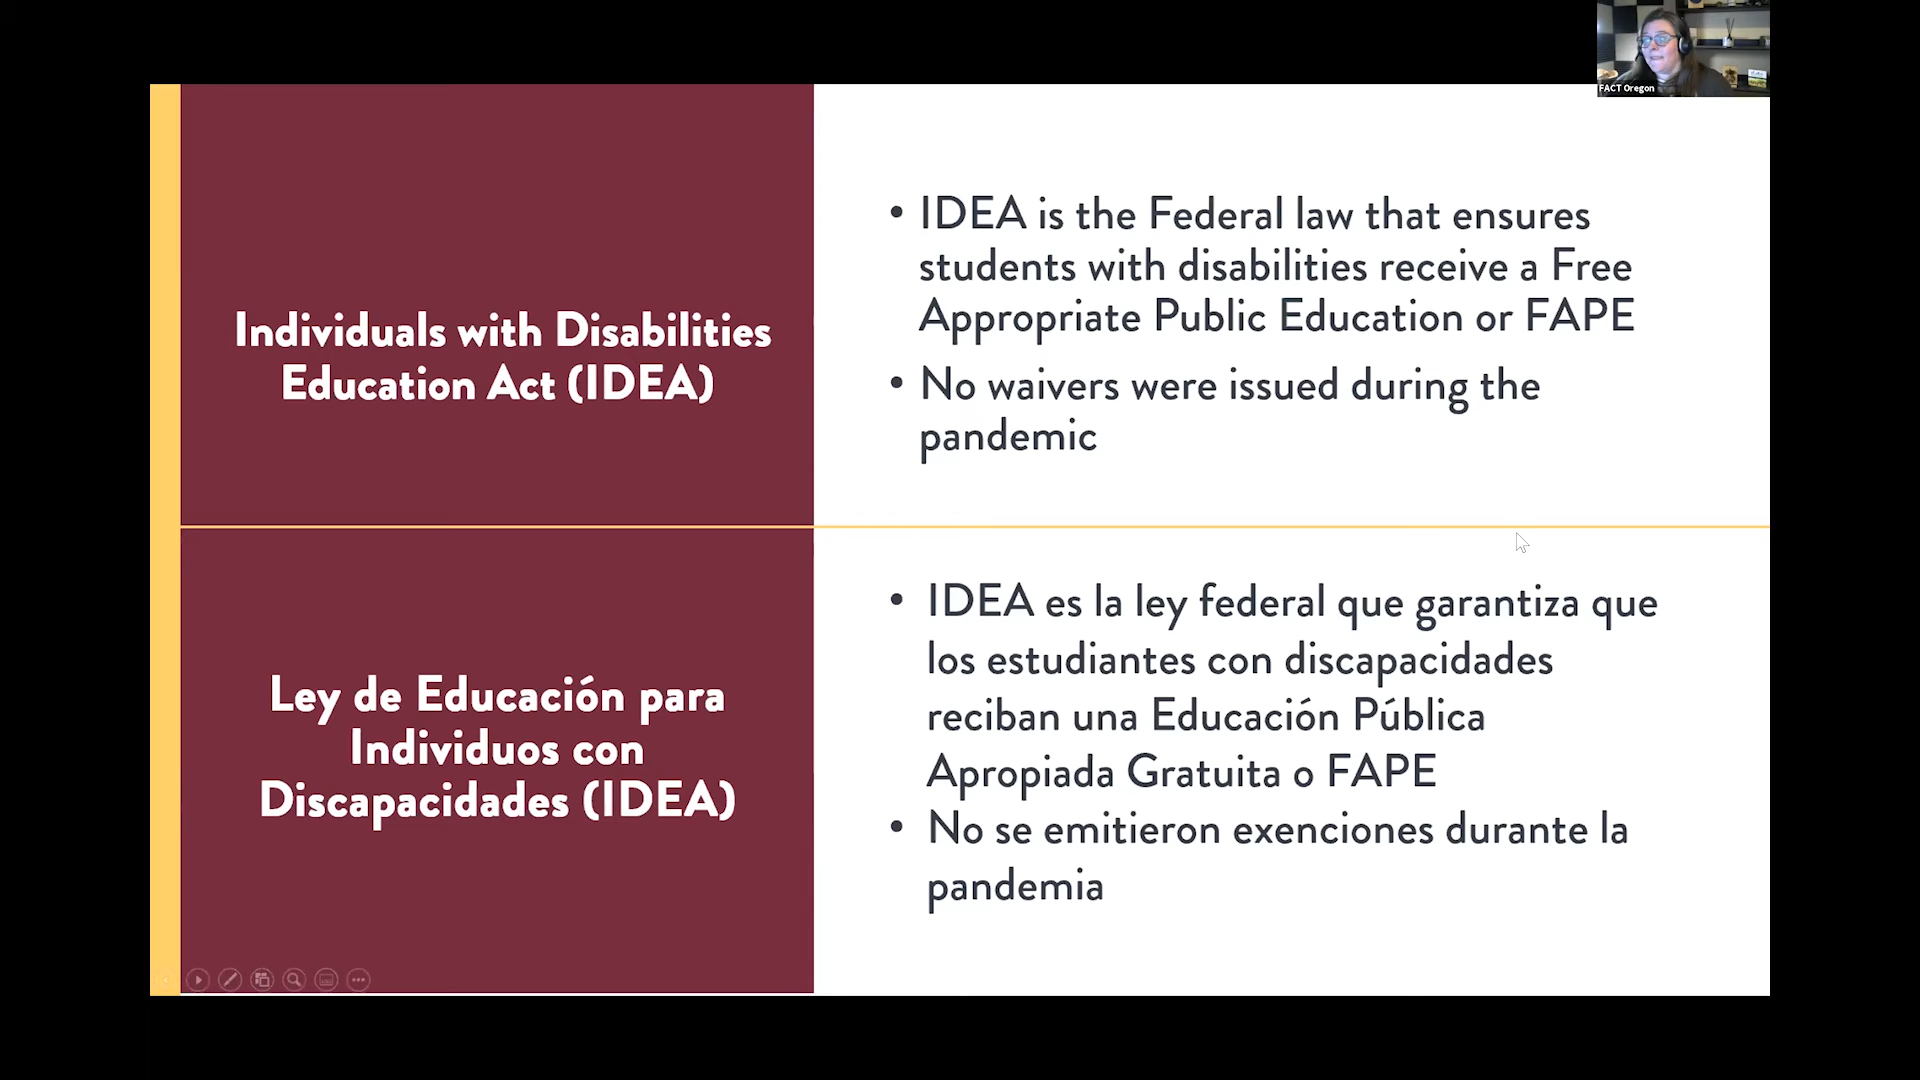 FACT Oregon
Individuals with Disabilities
Education Act (IDEA)
• IDEA is the Federal law that ensures
students with disabilities receive a Free
Appropriate Public Education or FAPE
• No waivers were issued during the
pandemic
Ley de Educación para
Individuos con
Discapacidades (IDEA)
• IDEA es la ley federal que garantiza que
los estudiantes con discapacidades
reciban una Educación Pública
Apropiada Gratuita o FAPE
• No se emitieron exenciones durante la
pandemia